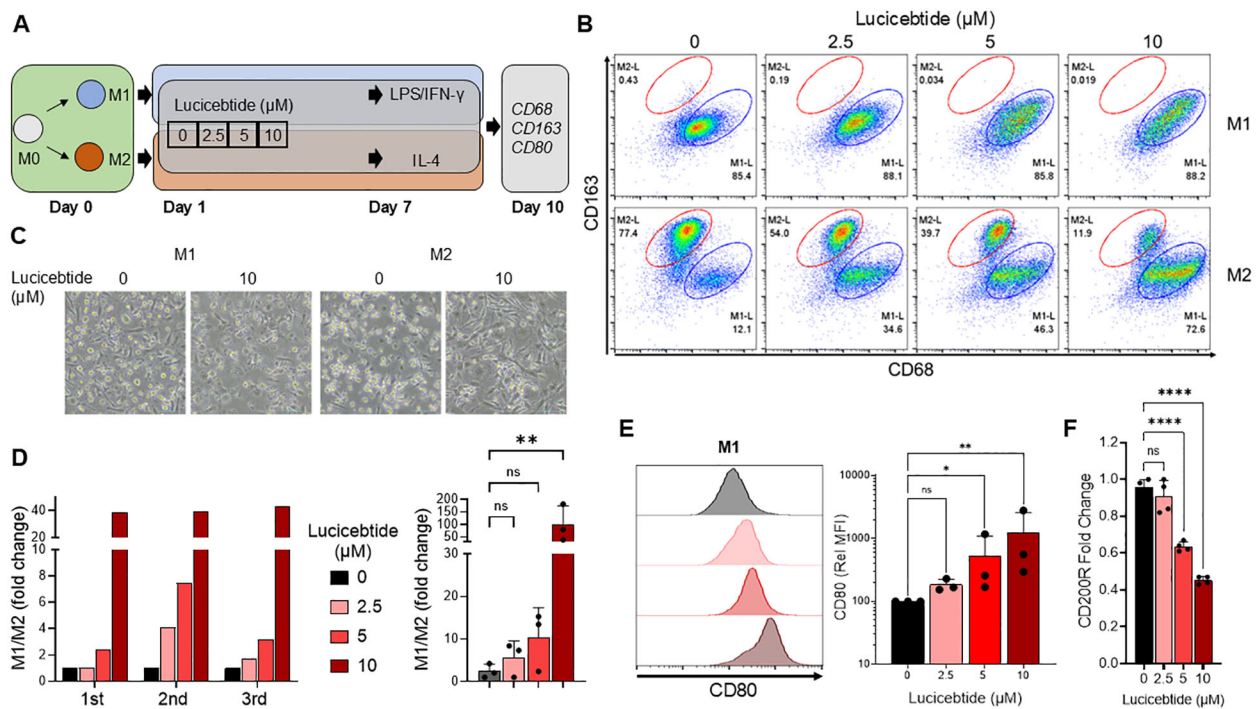 A
M0
M1
M2
Lucicebtide (µM)
0 2.5 5 10
LPS/IFN-γ
IL-4
CD68
CD163
CD80
Day 0 Day 1 Day 7 Day 10
B
Lucicebtide (µM)
0 2.5 5 10
M2-L
0.43
M1-L
85.4
M2-L
0.19
M1-L
88.1
M2-L
0.034
M1-L
85.8
M2-L
0.019
M1-L
88.2
M1
M2-L
77.4
M1-L
12.1
M2-L
54.0
M1-L
34.6
M2-L
39.7
M1-L
46.3
M2-L
11.9
M1-L
72.6
M2
CD163
CD68
C
M1 M2
Lucicebtide
(µM)
0 10 0 10
D
M1/M2 (fold change)
40
20
8
6
4
2
0
1st 2nd 3rd
Lucicebtide
(µM)
0
2.5
5
10
M1/M2 (fold change)
200
150
100
50
30
20
10
0
ns
ns
**
E
M1
CD80
CD80 (Rel MFI)
10000
1000
100
10
ns
*
**
0 2.5 5 10
Lucicebtide (µM)
F
CD200R Fold Change
1.2
1.0
0.8
0.6
0.4
0.2
0.0
ns
****
****
0 2.5 5 10
Lucicebtide (µM)